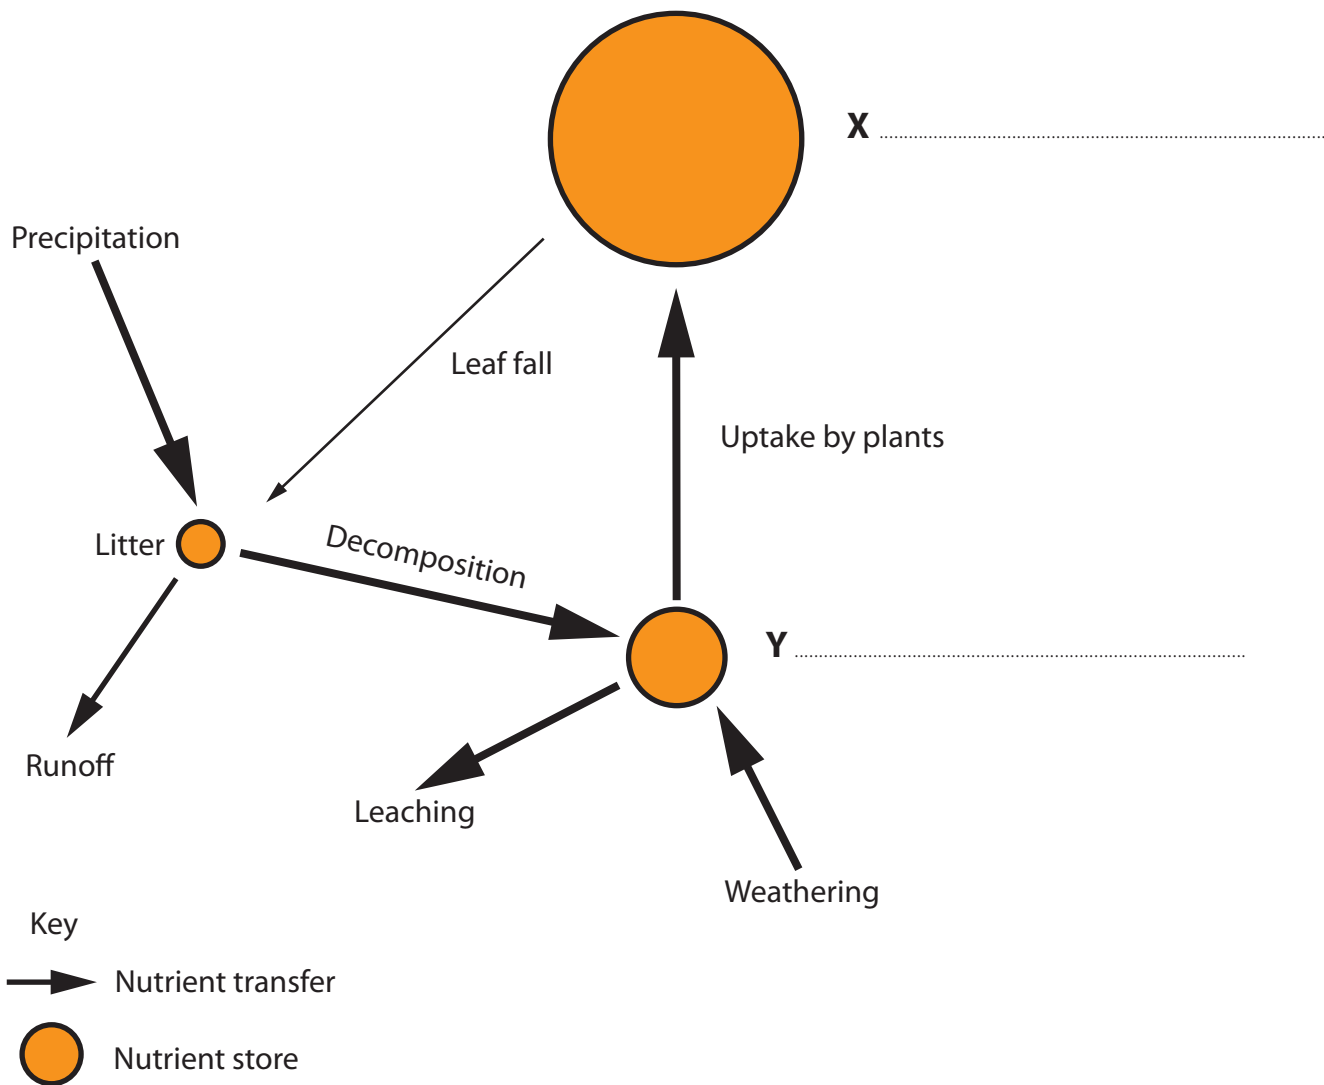 X
Precipitation
Leaf fall
Uptake by plants
Litter
Decomposition
Y
Runoff
Leaching
Weathering
Key
Nutrient transfer
Nutrient store